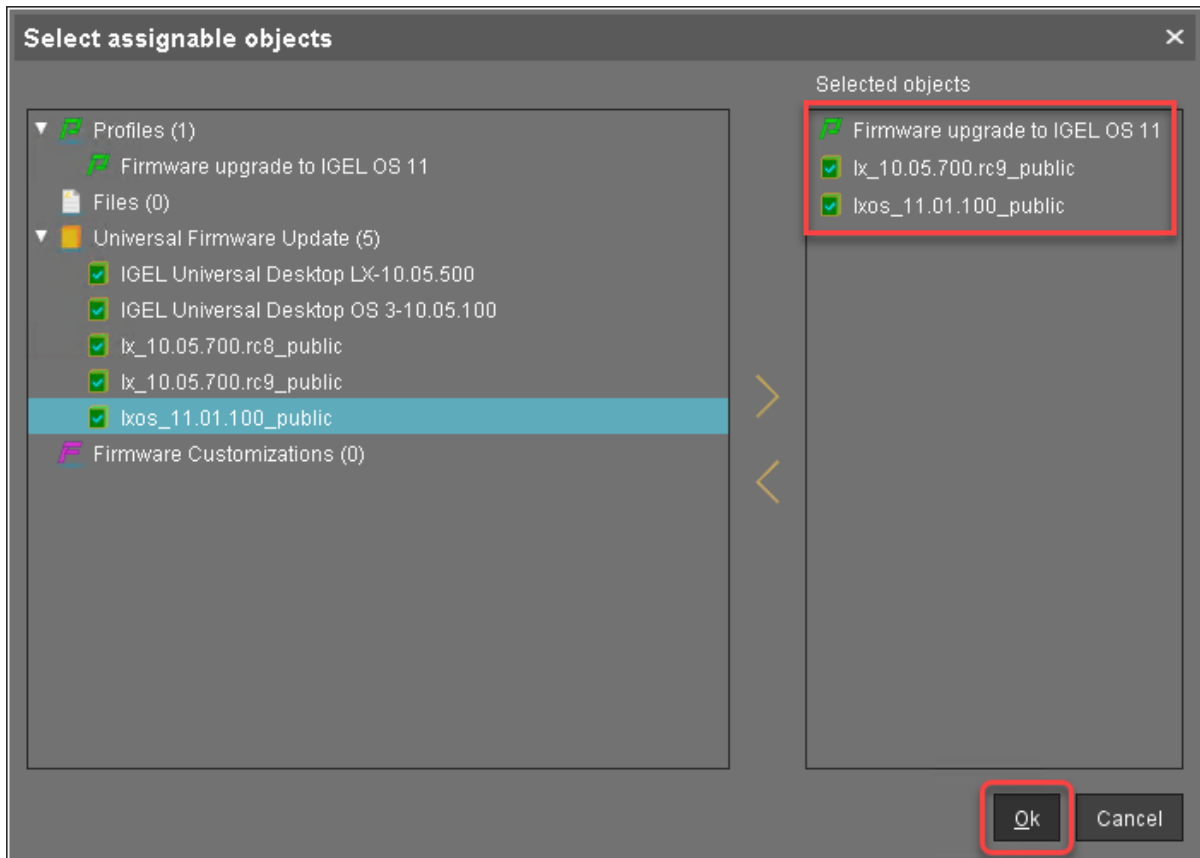 Select assignable objects
Selected objects
Profiles (1)
Firmware upgrade to IGEL OS 11
Files (0)
Universal Firmware Update (5)
IGEL Universal Desktop LX-10.05.500
IGEL Universal Desktop OS 3-10.05.100
lx_10.05.700.rc8_public
lx_10.05.700.rc9_public
lxos_11.01.100_public
Firmware Customizations (0)
Firmware upgrade to IGEL OS 11
lx_10.05.700.rc9_public
lxos_11.01.100_public
Ok
Cancel